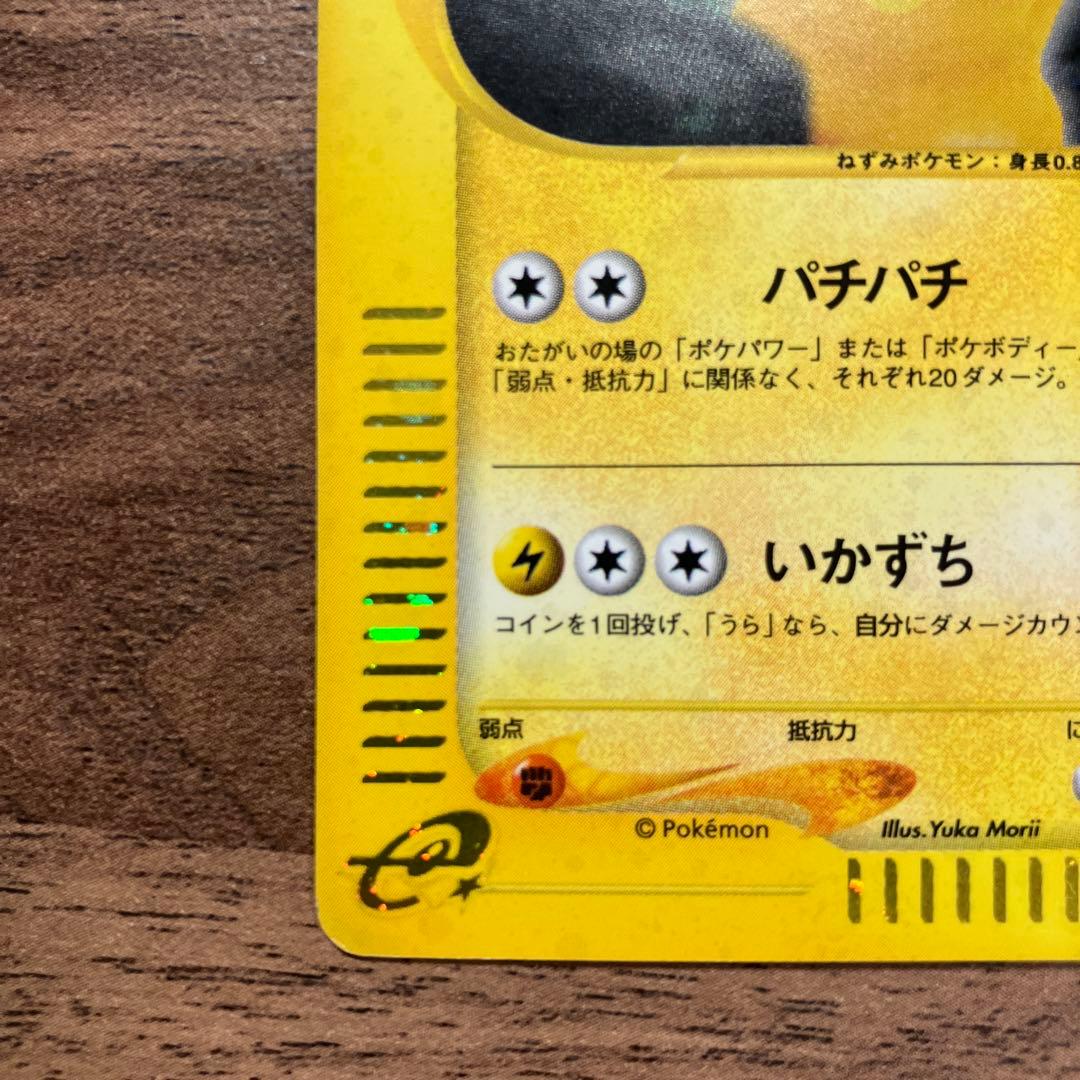 ねずみポケモン：身長0.8
パチパチ
おたがいの場の「ポケパワー」または「ポケボディー」
「弱点・抵抗力」に関係なく、それぞれ20ダメージ。
いかずち
コインを1回投げ、「うら」なら、自分にダメージカウン
弱点 抵抗力 に
© Pokémon Illus. Yuka Morii
e